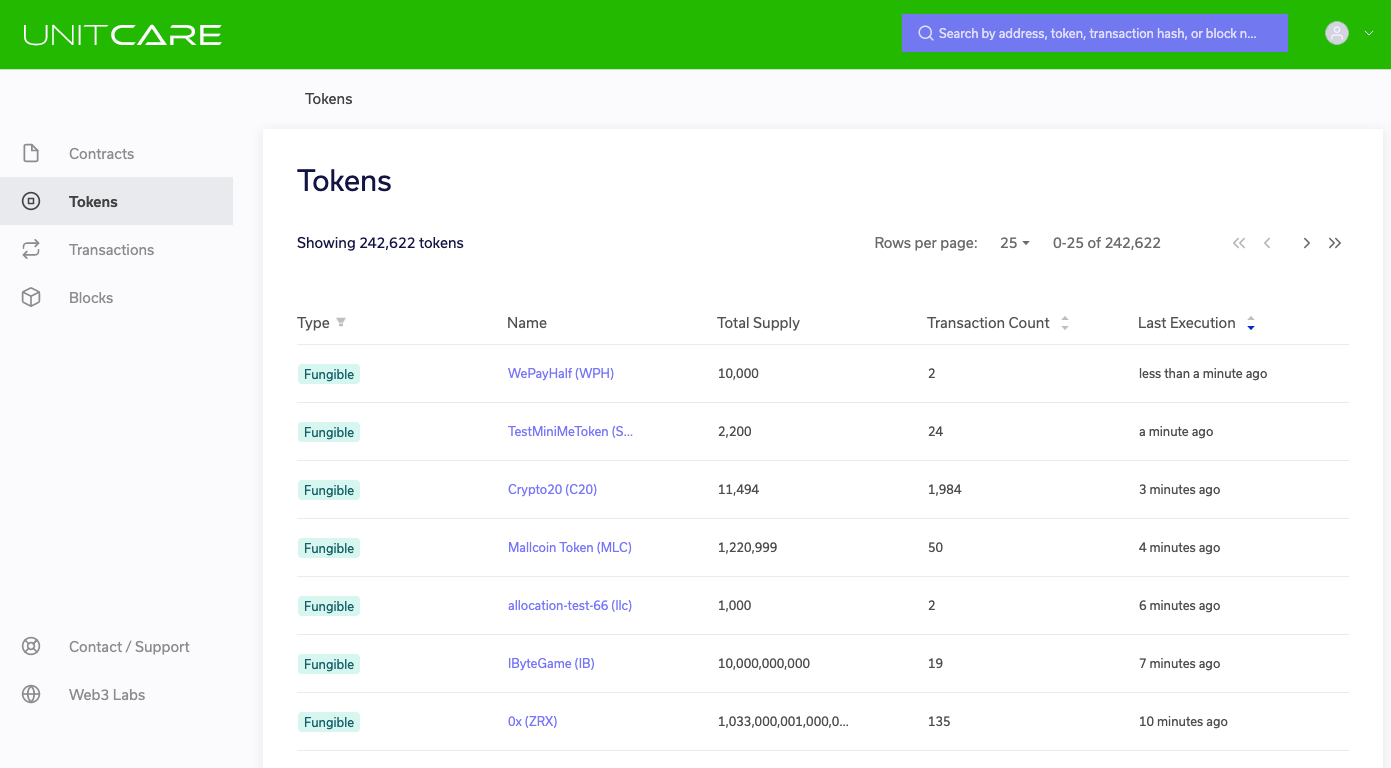 UNITCARE
Search by address, token, transaction hash, or block n...
Tokens
Contracts
Tokens
Transactions
Blocks
Contact / Support
Web3 Labs
Tokens
Showing 242,622 tokens
Rows per page: 25 0-25 of 242,622
Type Name Total Supply Transaction Count Last Execution
Fungible WePayHalf (WPH) 10,000 2 less than a minute ago
Fungible TestMiniMeToken (S... 2,200 24 a minute ago
Fungible Crypto20 (C20) 11,494 1,984 3 minutes ago
Fungible Mallcoin Token (MLC) 1,220,999 50 4 minutes ago
Fungible allocation-test-66 (llc) 1,000 2 6 minutes ago
Fungible IByteGame (IB) 10,000,000,000 19 7 minutes ago
Fungible 0x (ZRX) 1,033,000,001,000,0... 135 10 minutes ago